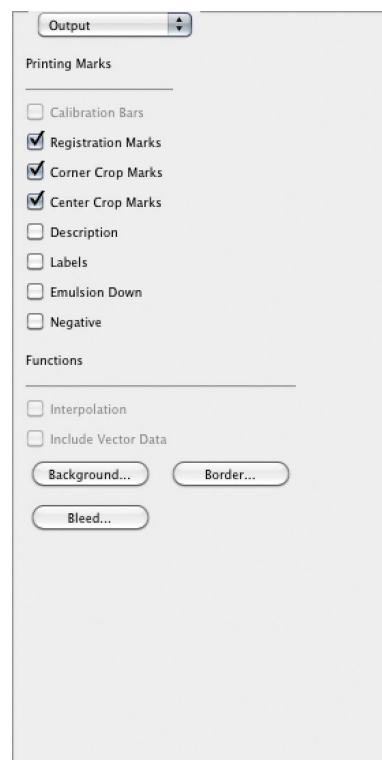 Output
Printing Marks
Calibration Bars
Registration Marks
Corner Crop Marks
Center Crop Marks
Description
Labels
Emulsion Down
Negative
Functions
Interpolation
Include Vector Data
Background... Border...
Bleed...